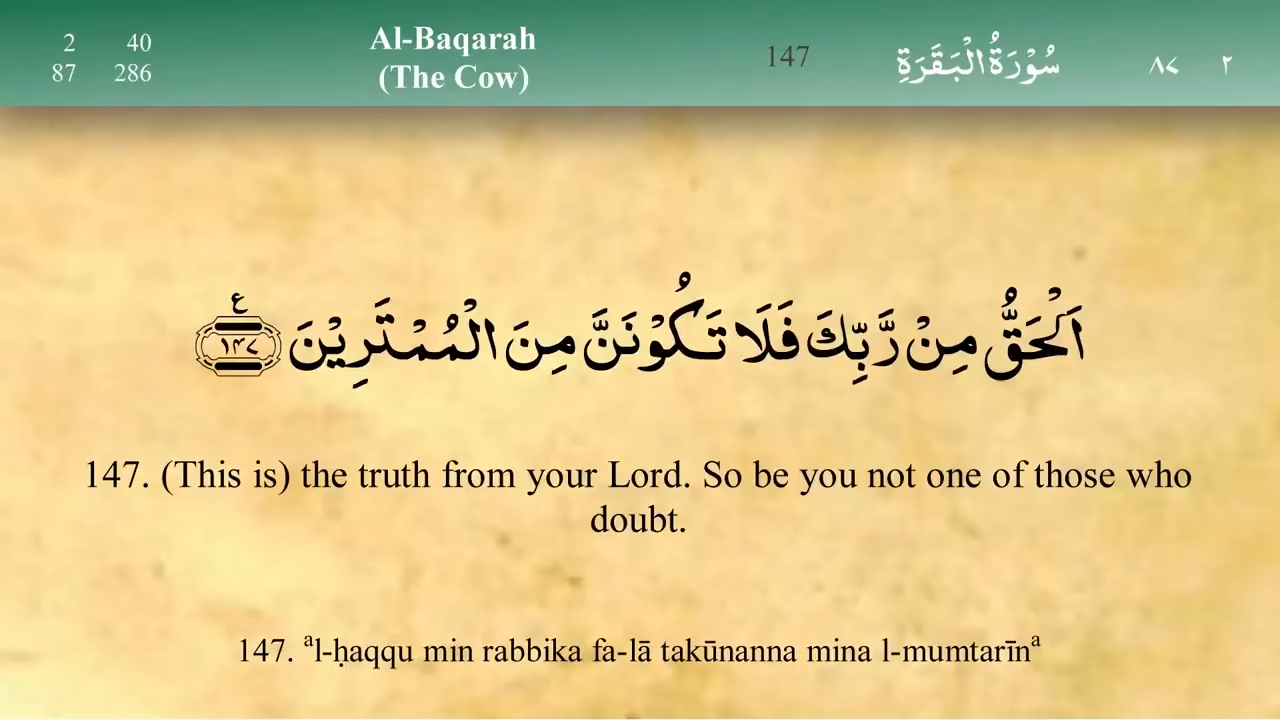 2 40
87 286
Al-Baqarah
(The Cow)
147
سُوْرَةُ الْبَقَرَةِ
٢ ٨٧
اَلْحَقُّ مِنْ رَّبِّكَ فَلَا تَكُوْنَنَّ مِنَ الْمُمْتَرِيْنَ ۧ ١٤٧
147. (This is) the truth from your Lord. So be you not one of those who
doubt.
147. ᵃl-ḥaqqu min rabbika fa-lā takūnanna mina l-mumtarīnᵃ